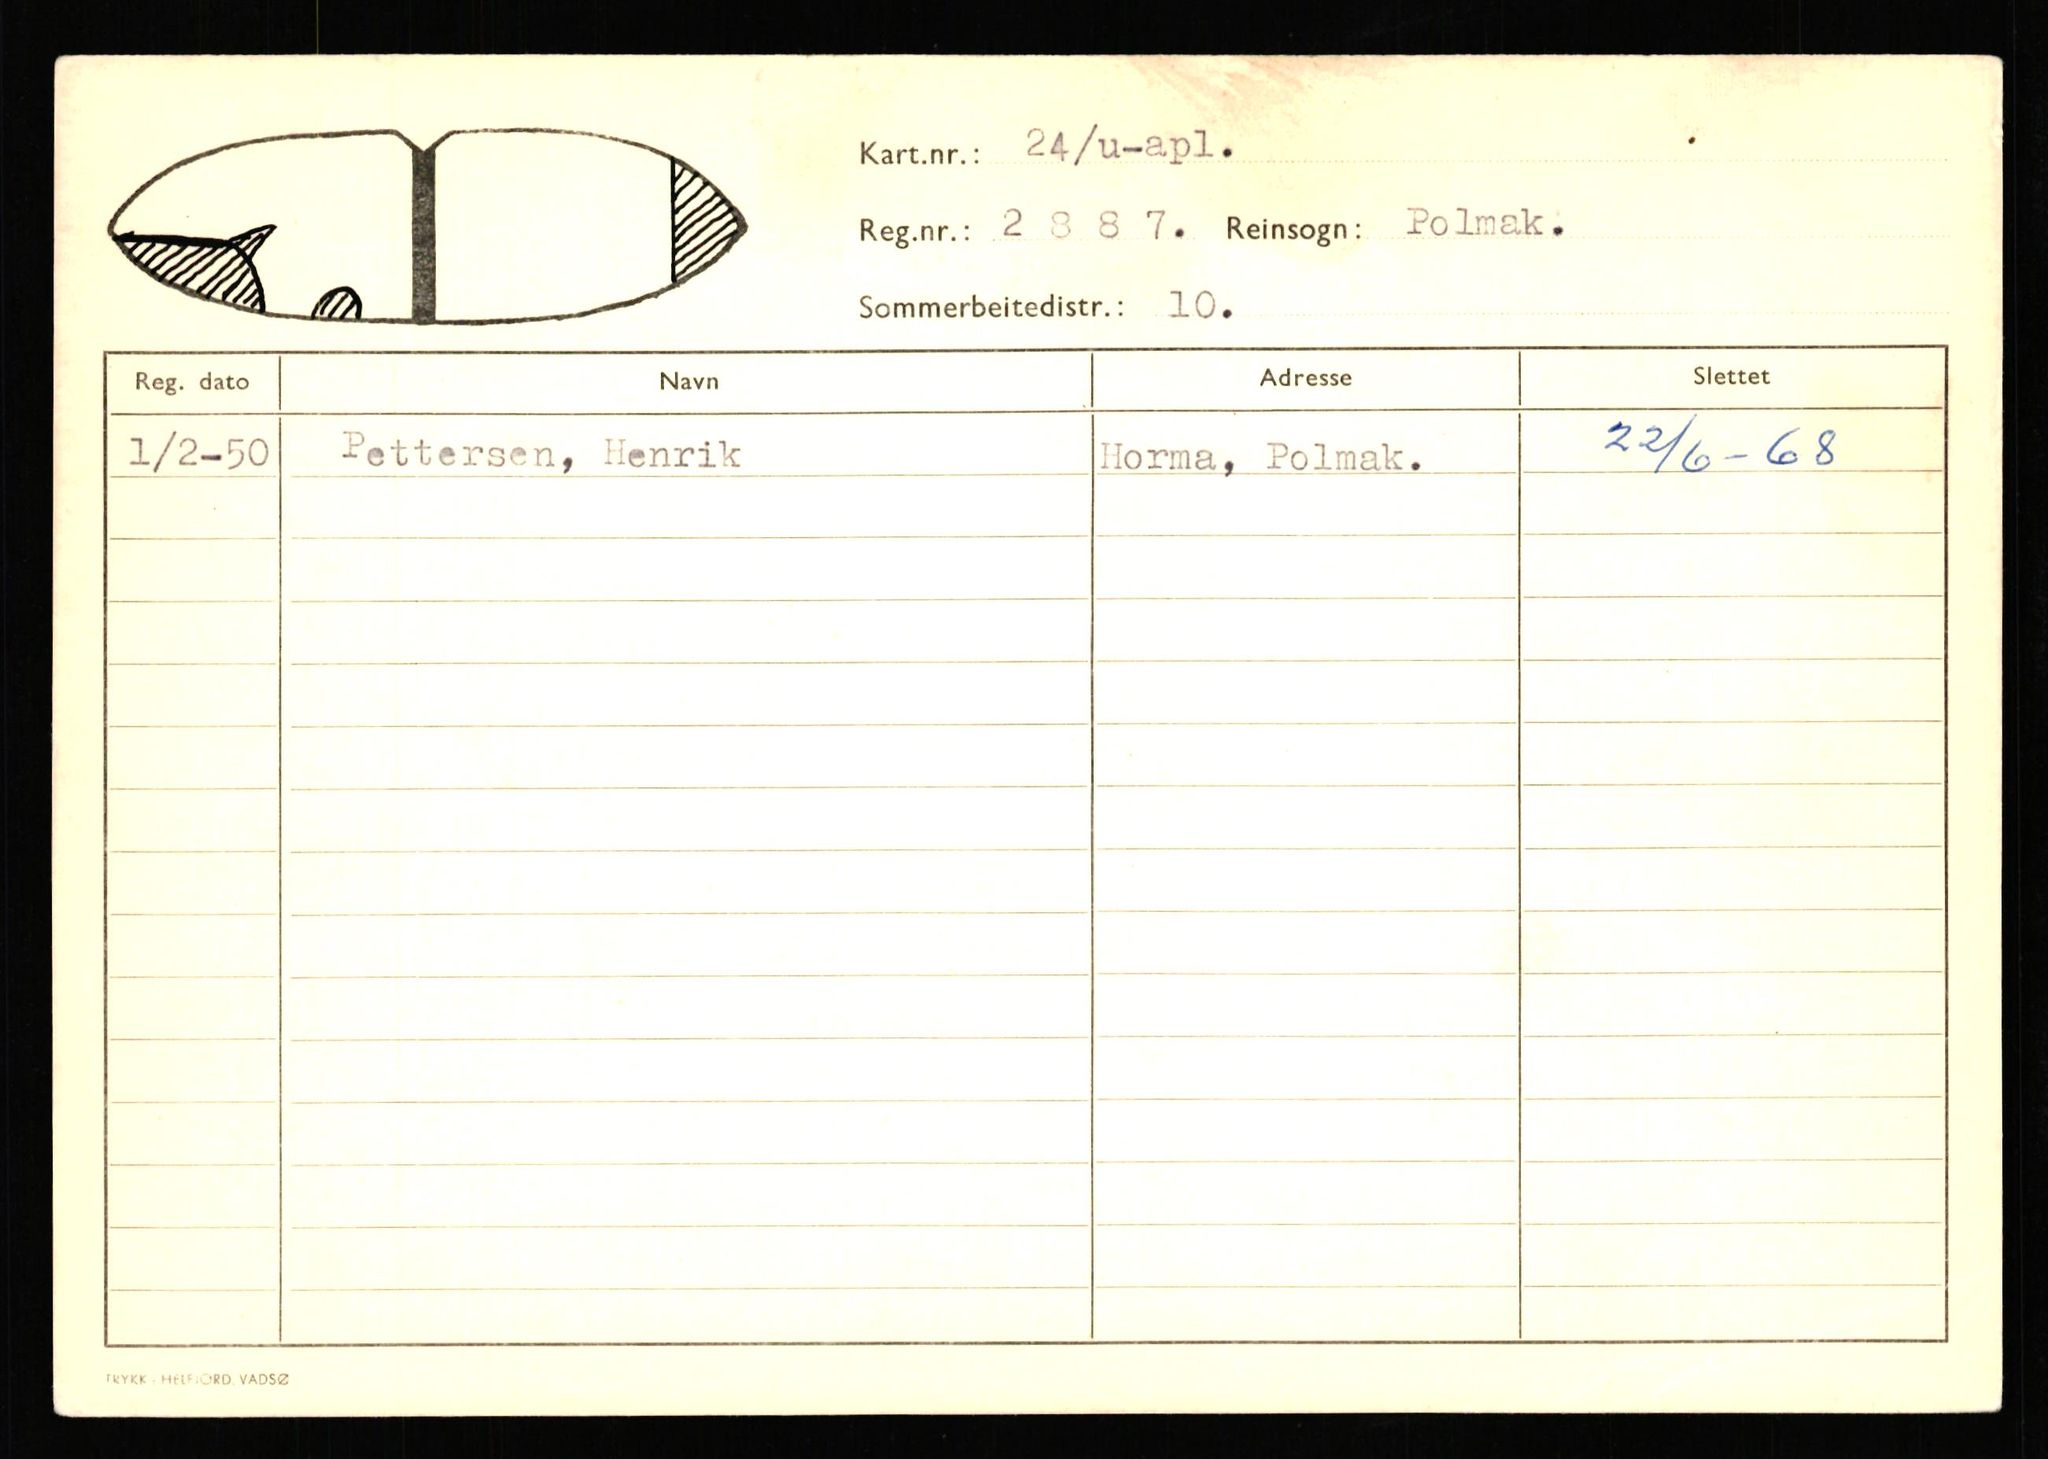 Kart.nr.: 24/u-apl.
Reg.nr.: 2 8 8 7. Reinsogn: Polmak.
Sommerbeitedistr.: 10.
Reg. dato Navn Adresse Slettet
1/2-50 Pettersen, Henrik Horma, Polmak. 22/6-68
TRYKK: HELFJORD, VADSØ